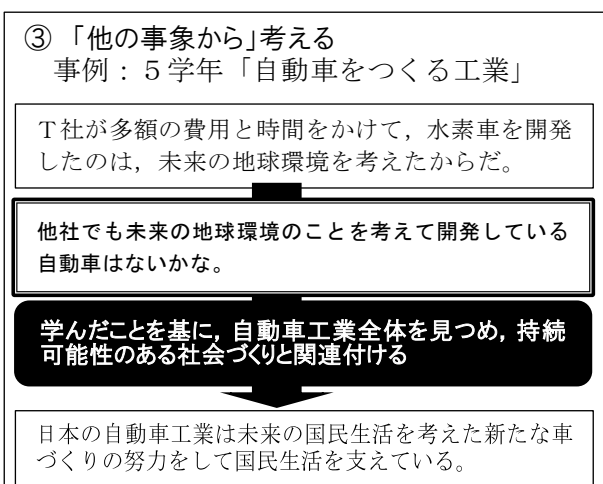 ③ 「他の事象から」考える
事例：５学年「自動車をつくる工業」
Ｔ社が多額の費用と時間をかけて，水素車を開発
したのは，未来の地球環境を考えたからだ。
他社でも未来の地球環境のことを考えて開発している
自動車はないかな。
学んだことを基に，自動車工業全体を見つめ，持続
可能性のある社会づくりと関連付ける
日本の自動車工業は未来の国民生活を考えた新たな車
づくりの努力をして国民生活を支えている。